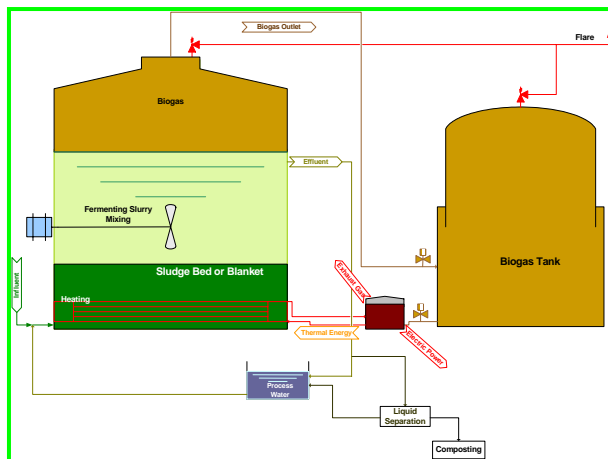 Biogas Outlet
Flare
Biogas
Effluent
Fermenting Slurry
Mixing
Sludge Bed or Blanket
Biogas Tank
Influent
Heating
Exhaust Gas
Thermal Energy
Electric Power
Process
Water
Liquid
Separation
Composting